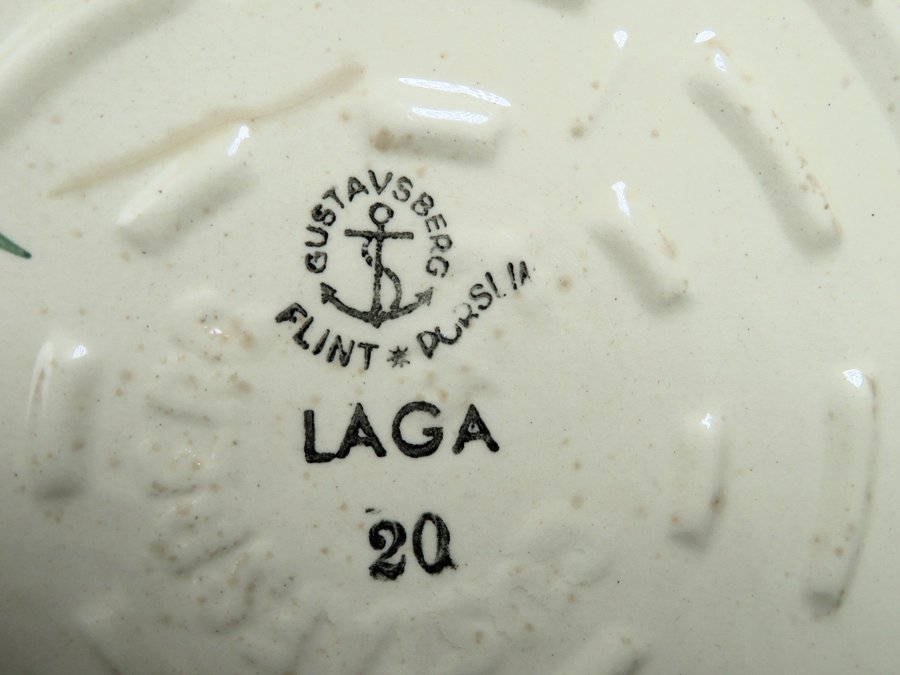 GUSTAVSBERG
FLINT * PORSLIN
LAGA
20